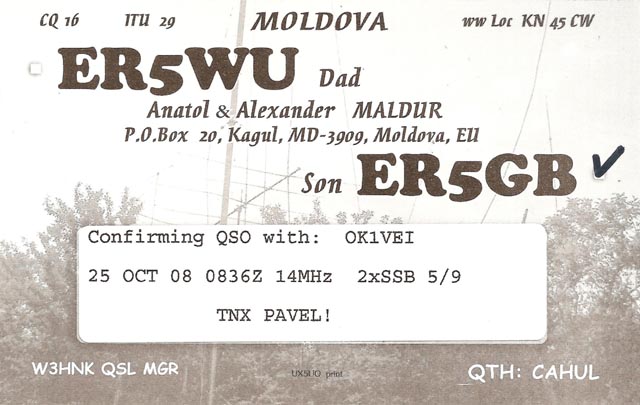 CQ 16 ITU 29 MOLDOVA ww Loc KN 45 CW
ER5WU Dad
Anatol & Alexander MALDUR
P.O.Box 20, Kagul, MD-3909, Moldova, EU
Son ER5GB ✓
Confirming QSO with: OK1VEI
25 OCT 08 0836Z 14MHz 2xSSB 5/9
TNX PAVEL!
W3HNK QSL MGR UX5UO print QTH: CAHUL